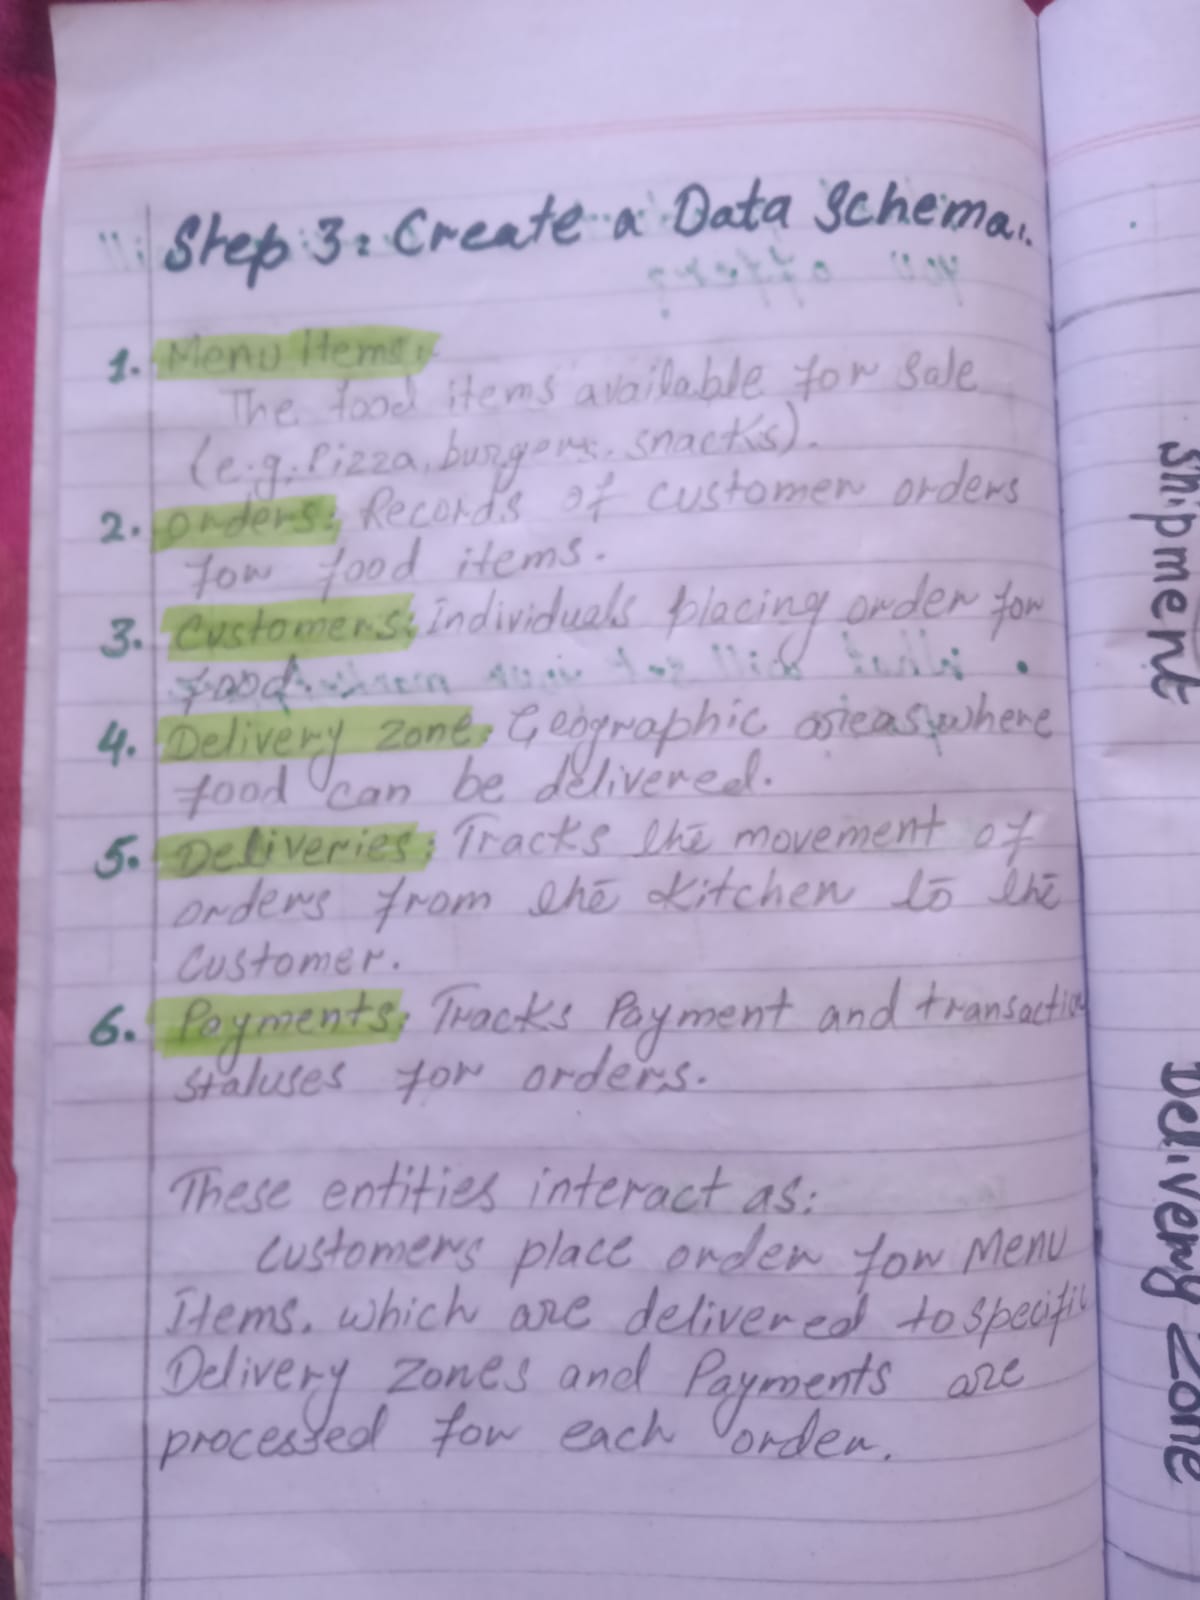 Step 3: Create a Data Schema.
1. Menu Items:
The food items available for sale
(e.g. Pizza, burgers, snacks).
2. Orders: Records of customer orders
for food items.
3. Customers: Individuals placing order for
food.
4. Delivery Zone: Geographic areas where
food can be delivered.
5. Deliveries: Tracks the movement of
orders from the Kitchen to the
Customer.
6. Payments: Tracks Payment and transactio
statuses for orders.
These entities interact as:
Customers place order for Menu
Items, which are delivered to specific
Delivery Zones and Payments are
processed for each order.
Shipment
Delivery Zone